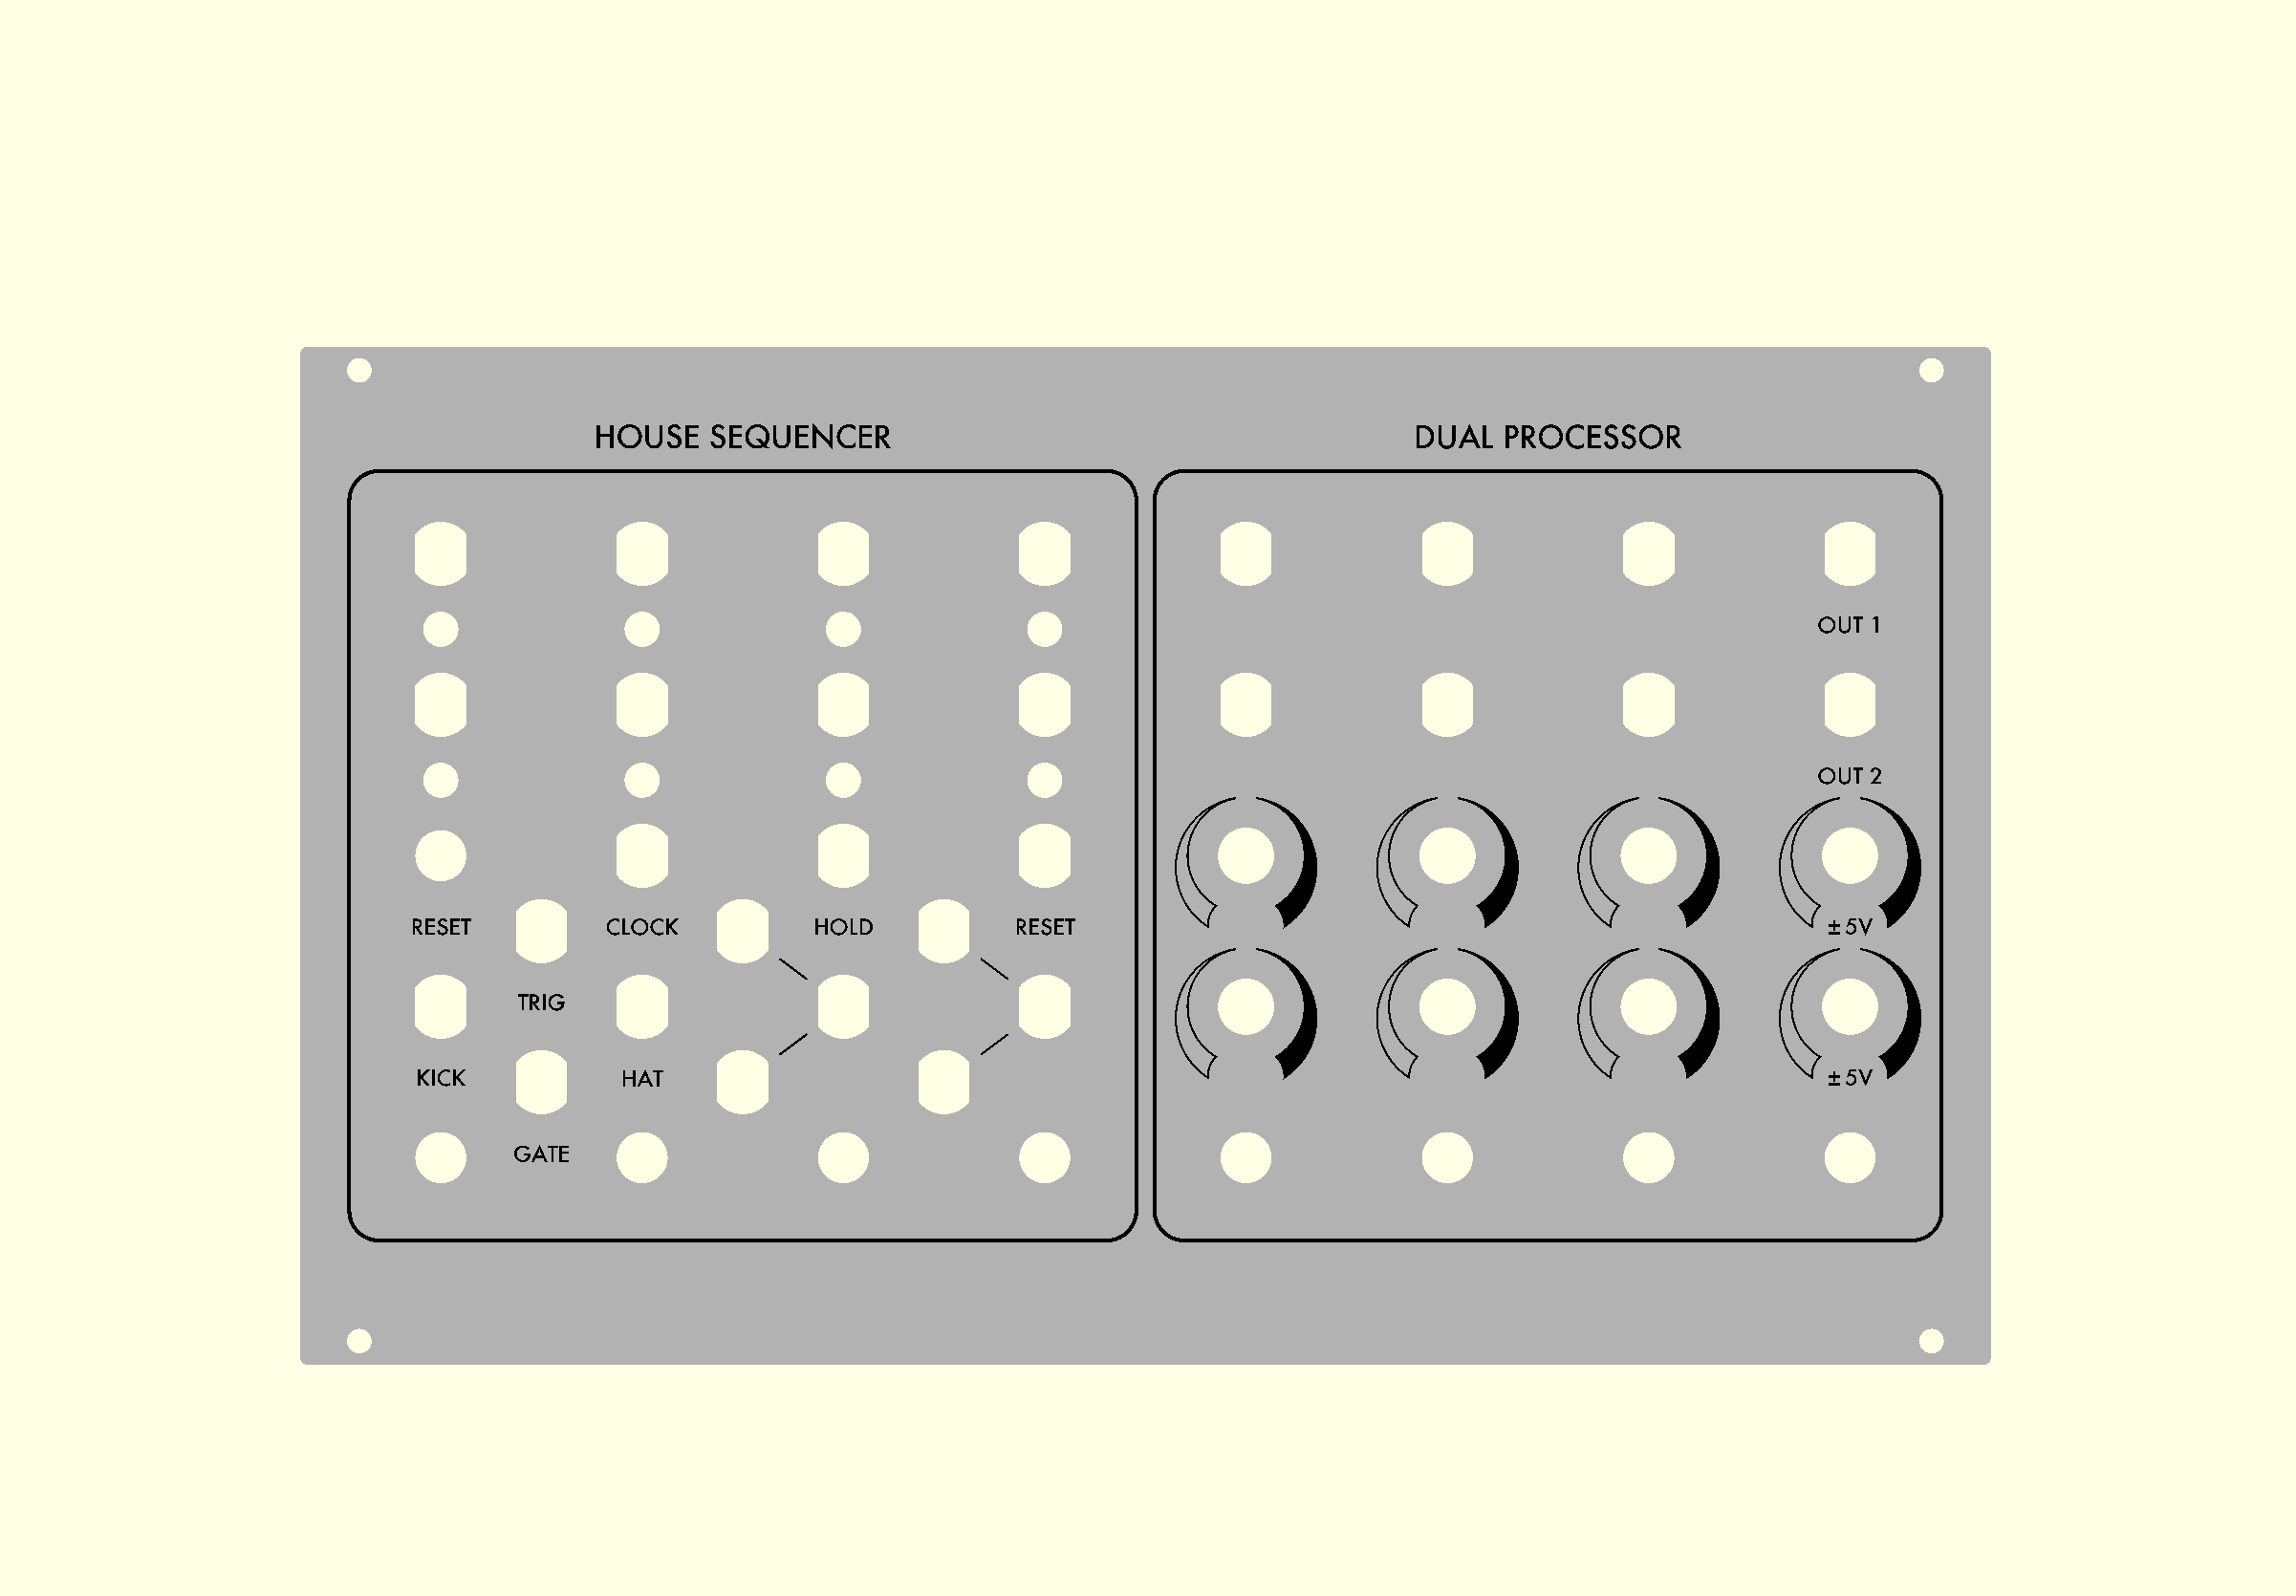 HOUSE SEQUENCER
DUAL PROCESSOR
OUT 1
OUT 2
RESET
CLOCK
HOLD
RESET
± 5V
TRIG
KICK
HAT
± 5V
GATE